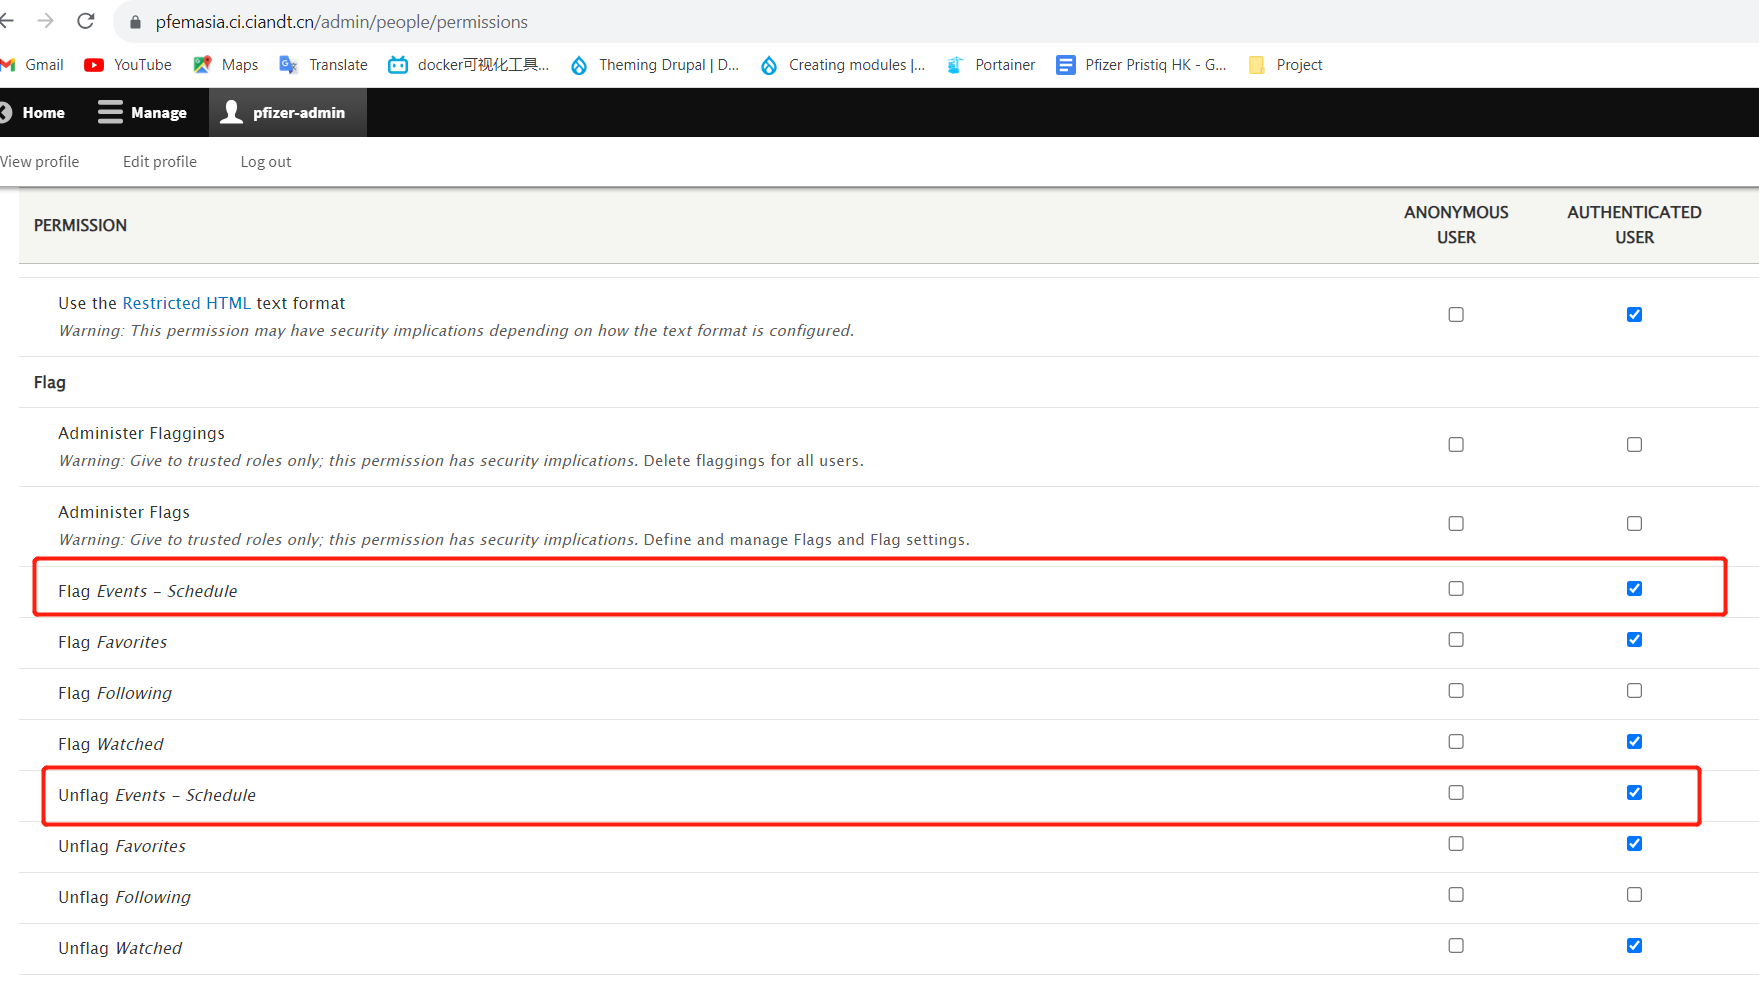 pfemasia.ci.ciandt.cn/admin/people/permissions
Gmail YouTube Maps Translate docker可视化工具... Theming Drupal | D... Creating modules |... Portainer Pfizer Pristiq HK - G... Project
Home Manage pfizer-admin
View profile Edit profile Log out
PERMISSION ANONYMOUS USER AUTHENTICATED USER
Use the Restricted HTML text format
Warning: This permission may have security implications depending on how the text format is configured.
Flag
Administer Flaggings
Warning: Give to trusted roles only; this permission has security implications. Delete flaggings for all users.
Administer Flags
Warning: Give to trusted roles only; this permission has security implications. Define and manage Flags and Flag settings.
Flag Events – Schedule
Flag Favorites
Flag Following
Flag Watched
Unflag Events – Schedule
Unflag Favorites
Unflag Following
Unflag Watched